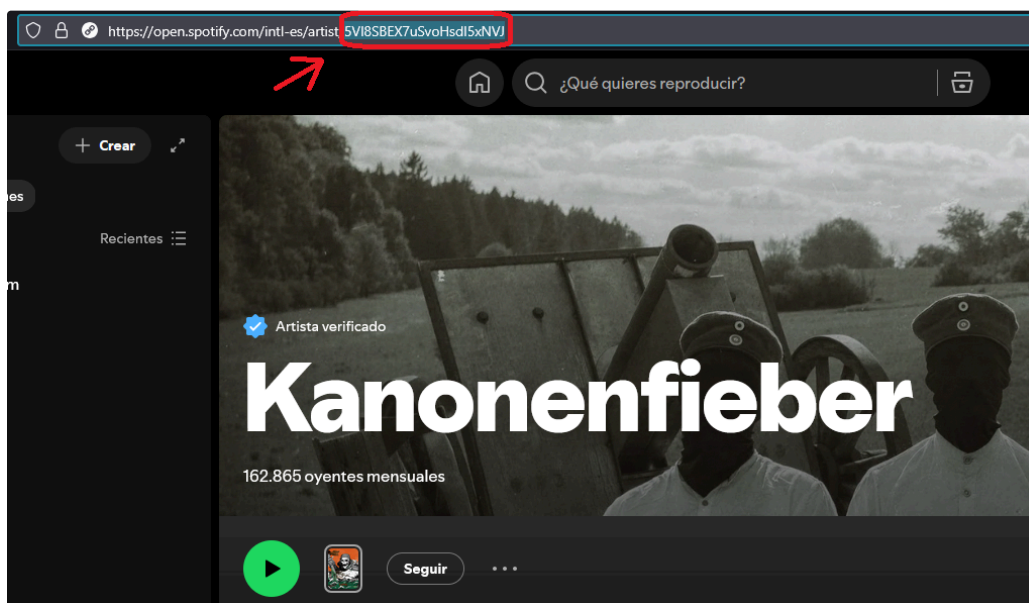 https://open.spotify.com/intl-es/artist/5VI8SBEX7uSvoHsdI5xNVJ
¿Qué quieres reproducir?
Crear
es
Recientes
m
Artista verificado
Kanonenfieber
162.865 oyentes mensuales
Seguir